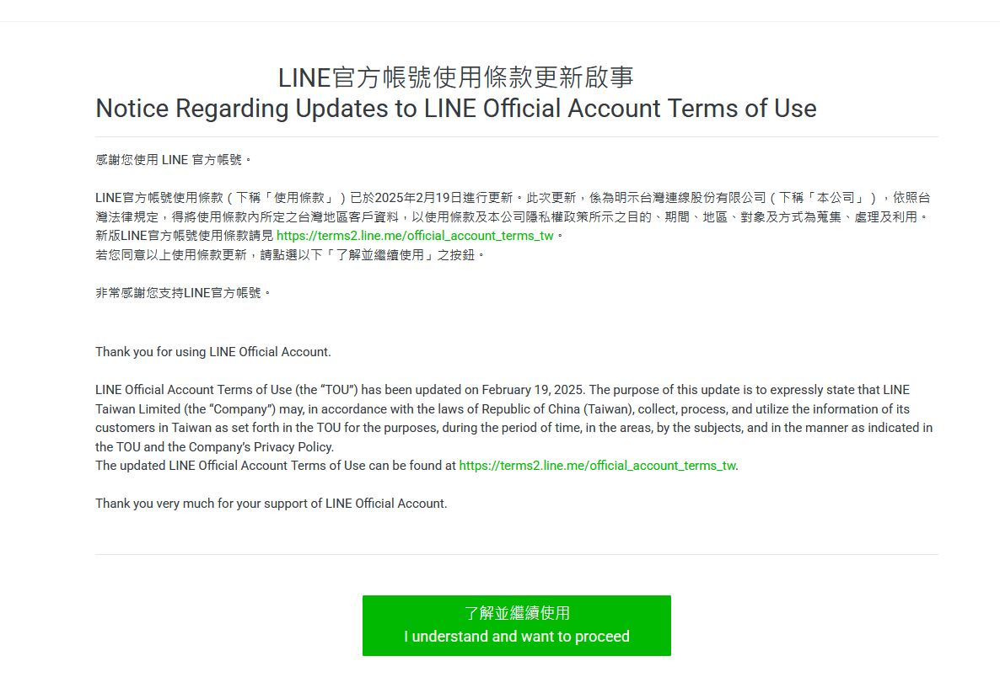 LINE官方帳號使用條款更新啟事
Notice Regarding Updates to LINE Official Account Terms of Use
感謝您使用 LINE 官方帳號。
LINE官方帳號使用條款（下稱「使用條款」）已於2025年2月19日進行更新。此次更新，係為明示台灣連線股份有限公司（下稱「本公司」），依照台
灣法律規定，得將使用條款內所定之台灣地區客戶資料，以使用條款及本公司隱私權政策所示之目的、期間、地區、對象及方式為蒐集、處理及利用。
新版LINE官方帳號使用條款請見 https://terms2.line.me/official_account_terms_tw 。
若您同意以上使用條款更新，請點選以下「了解並繼續使用」之按鈕。
非常感謝您支持LINE官方帳號。
Thank you for using LINE Official Account.
LINE Official Account Terms of Use (the “TOU”) has been updated on February 19, 2025. The purpose of this update is to expressly state that LINE
Taiwan Limited (the “Company”) may, in accordance with the laws of Republic of China (Taiwan), collect, process, and utilize the information of its
customers in Taiwan as set forth in the TOU for the purposes, during the period of time, in the areas, by the subjects, and in the manner as indicated in
the TOU and the Company’s Privacy Policy.
The updated LINE Official Account Terms of Use can be found at https://terms2.line.me/official_account_terms_tw.
Thank you very much for your support of LINE Official Account.
了解並繼續使用
I understand and want to proceed